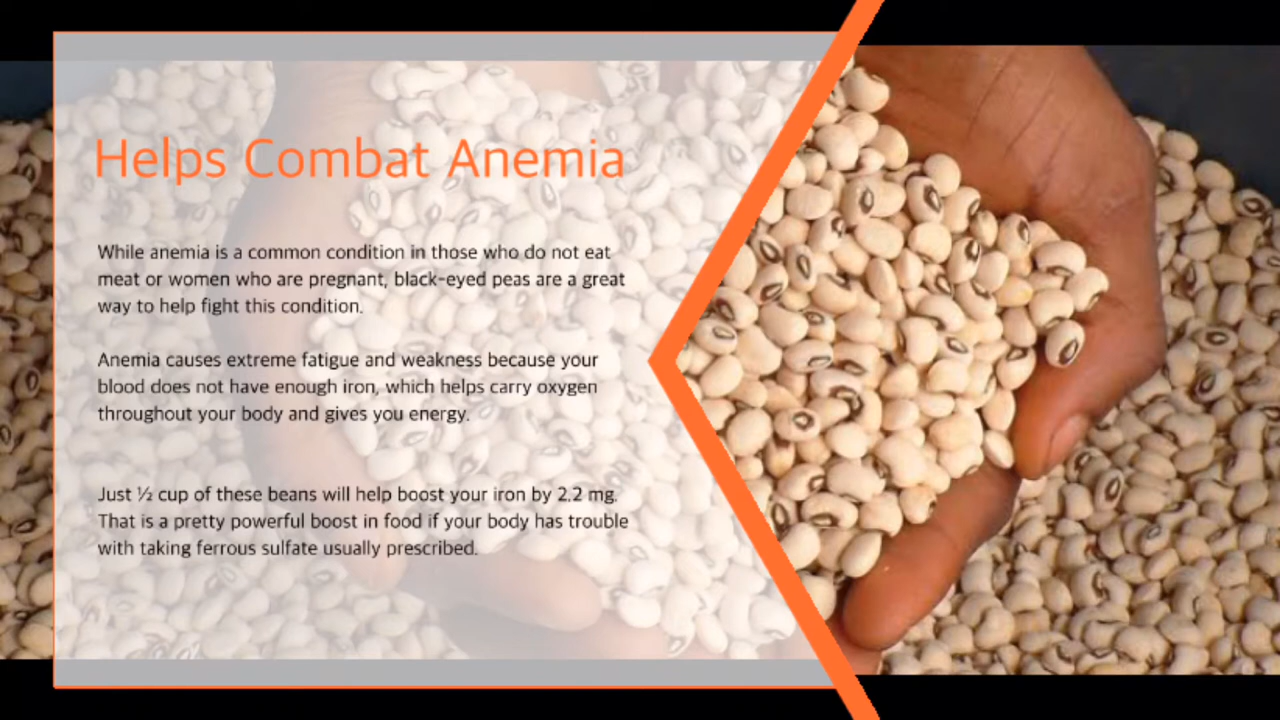 Helps Combat Anemia
While anemia is a common condition in those who do not eat
meat or women who are pregnant, black-eyed peas are a great
way to help fight this condition.
Anemia causes extreme fatigue and weakness because your
blood does not have enough iron, which helps carry oxygen
throughout your body and gives you energy.
Just ½ cup of these beans will help boost your iron by 2.2 mg.
That is a pretty powerful boost in food if your body has trouble
with taking ferrous sulfate usually prescribed.